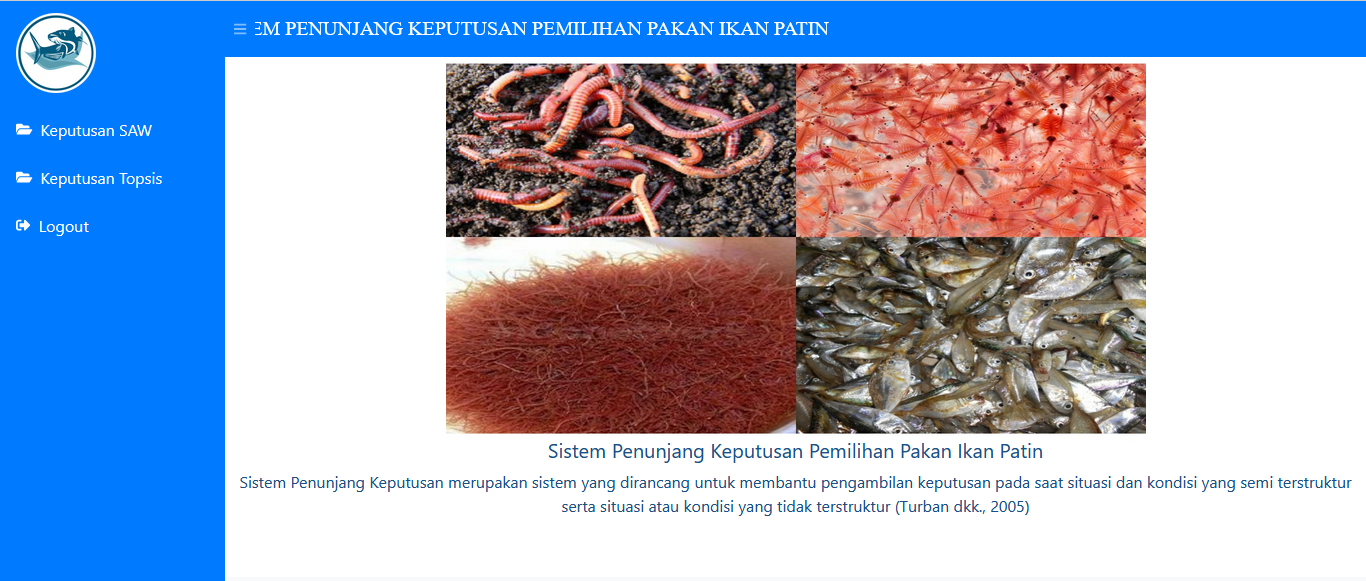 EM PENUNJANG KEPUTUSAN PEMILIHAN PAKAN IKAN PATIN
Keputusan SAW
Keputusan Topsis
Logout
Sistem Penunjang Keputusan Pemilihan Pakan Ikan Patin
Sistem Penunjang Keputusan merupakan sistem yang dirancang untuk membantu pengambilan keputusan pada saat situasi dan kondisi yang semi terstruktur
serta situasi atau kondisi yang tidak terstruktur (Turban dkk., 2005)